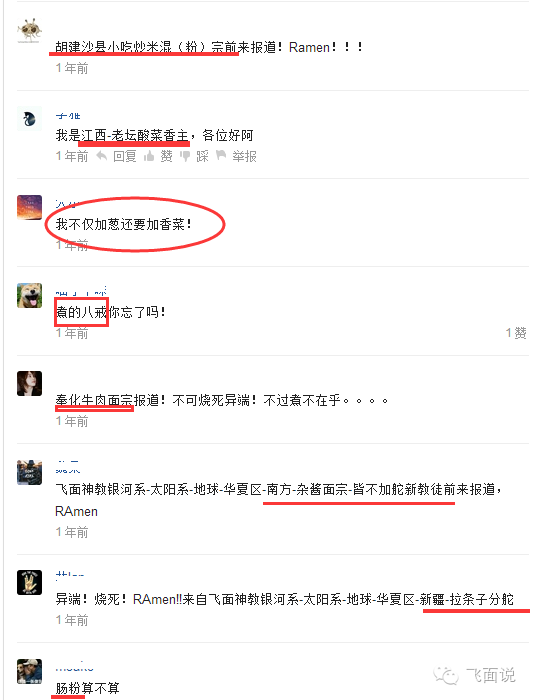 胡建沙县小吃炒米混（粉）宗前来报道！Ramen！！！
1年前
我是江西-老坛酸菜香主，各位好阿
1年前 回复 赞 踩 举报
我不仅加葱还要加香菜！
1年前
煮的八戒你忘了吗！
1年前 1赞
奉化牛肉面宗报道！不可烧死异端！不过煮不在乎。。。。
1年前
飞面神教银河系-太阳系-地球-华夏区-南方-杂酱面宗-皆不加舵新教徒前来报道，
RAmen
1年前
异端！烧死！RAmen!!来自飞面神教银河系-太阳系-地球-华夏区-新疆-拉条子分舵
1年前
肠粉算不算
飞面说